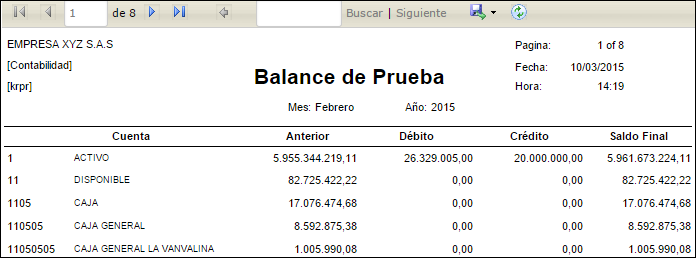 1 de 8 Buscar | Siguiente
EMPRESA XYZ S.A.S Pagina: 1 of 8
[Contabilidad] Fecha: 10/03/2015
[krpr] Hora: 14:19
Balance de Prueba
Mes: Febrero Año: 2015
Cuenta Anterior Débito Crédito Saldo Final
1 ACTIVO 5.955.344.219,11 26.329.005,00 20.000.000,00 5.961.673.224,11
11 DISPONIBLE 82.725.422,22 0,00 0,00 82.725.422,22
1105 CAJA 17.076.474,68 0,00 0,00 17.076.474,68
110505 CAJA GENERAL 8.592.875,38 0,00 0,00 8.592.875,38
11050505 CAJA GENERAL LA VANVALINA 1.005.990,08 0,00 0,00 1.005.990,08